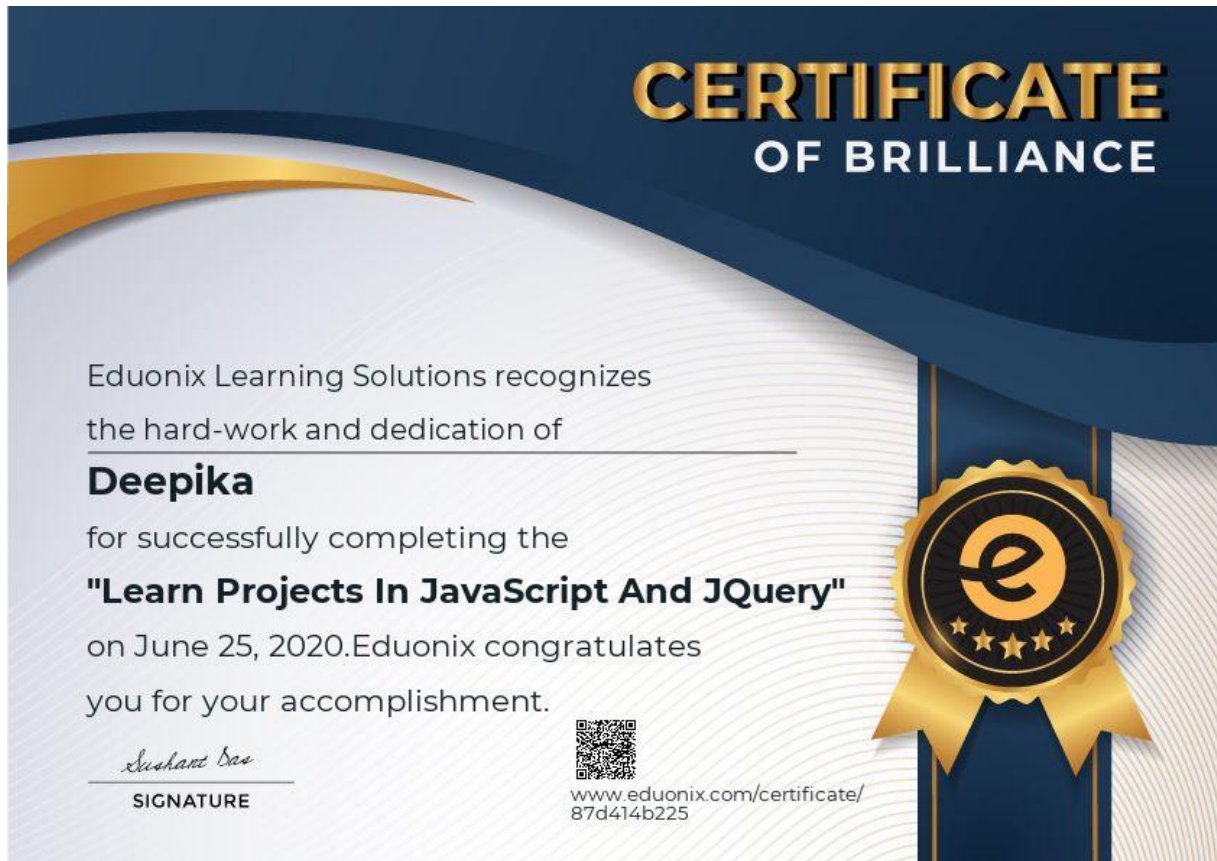 CERTIFICATE
OF BRILLIANCE
Eduonix Learning Solutions recognizes
the hard-work and dedication of
Deepika
for successfully completing the
"Learn Projects In JavaScript And JQuery"
on June 25, 2020.Eduonix congratulates
you for your accomplishment.
e
Sushant Das
SIGNATURE
www.eduonix.com/certificate/
87d414b225